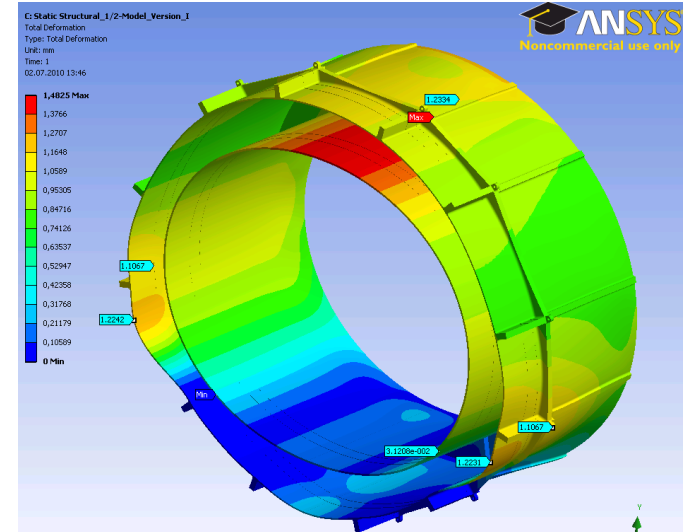 C: Static Structural_1/2-Model_Version_I
Total Deformation
Type: Total Deformation
Unit: mm
Time: 1
02.07.2010 13:46
ANSYS
Noncommercial use only
1,4825 Max
1,3766
1,2707
1,1648
1,0589
0,95305
0,84716
0,74126
0,63537
0,52947
0,42358
0,31768
0,21179
0,10589
0 Min
1.2334
Max
1.1067
1.2242
Min
1.1067
3.1208e-002
1.2231
Y